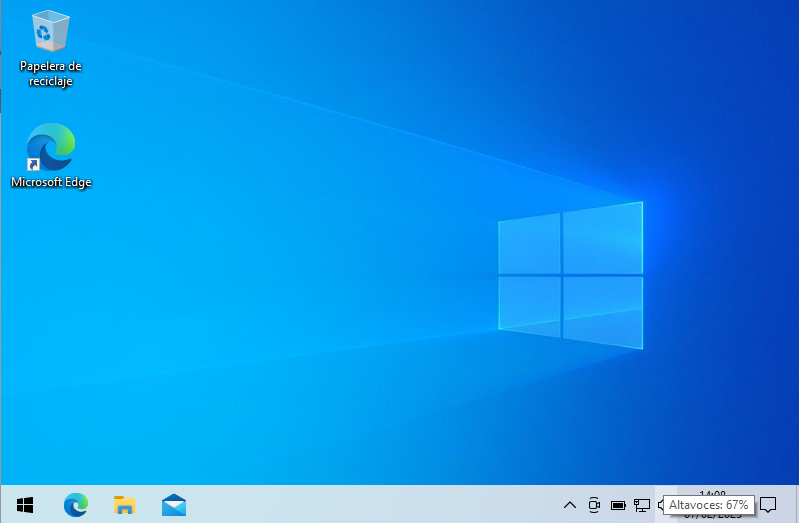 Papelera de
reciclaje
Microsoft Edge
Altavoces: 67%